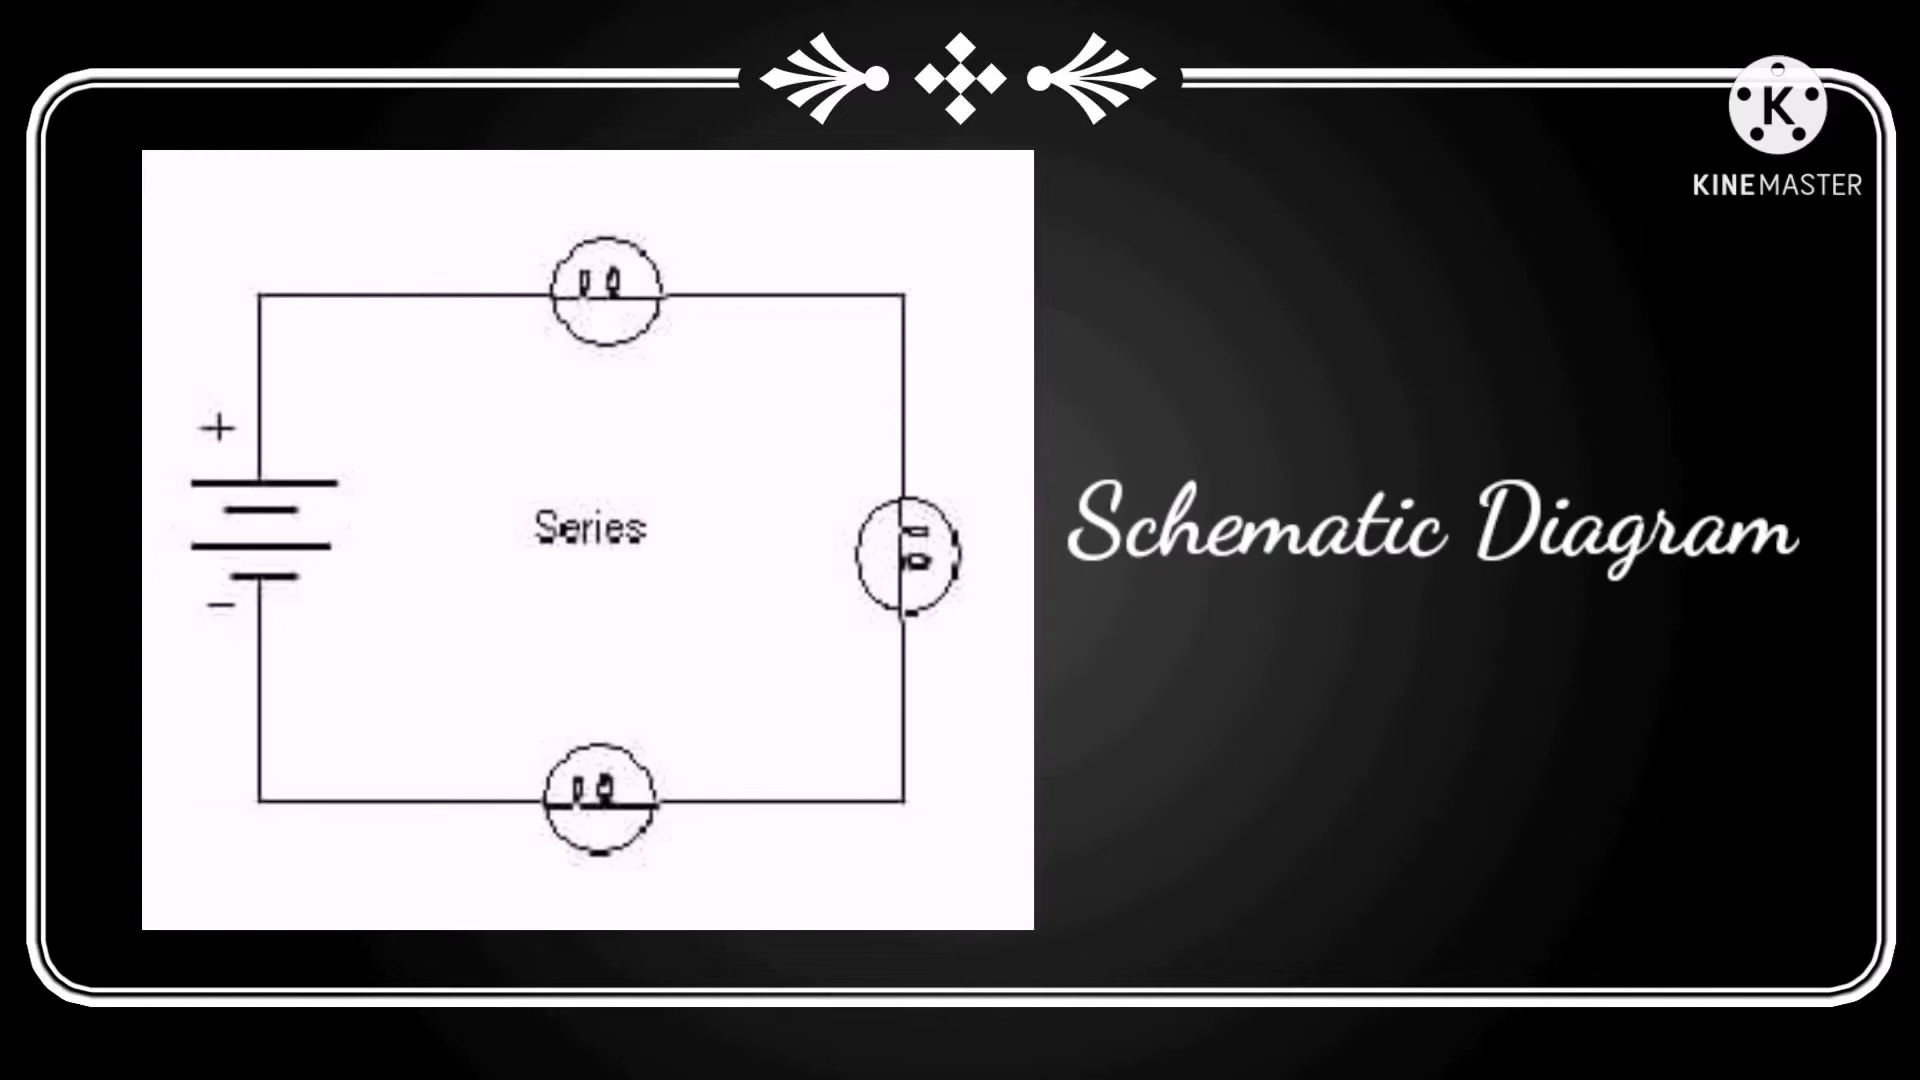 K
KINEMASTER
+
Series
Schematic Diagram
−